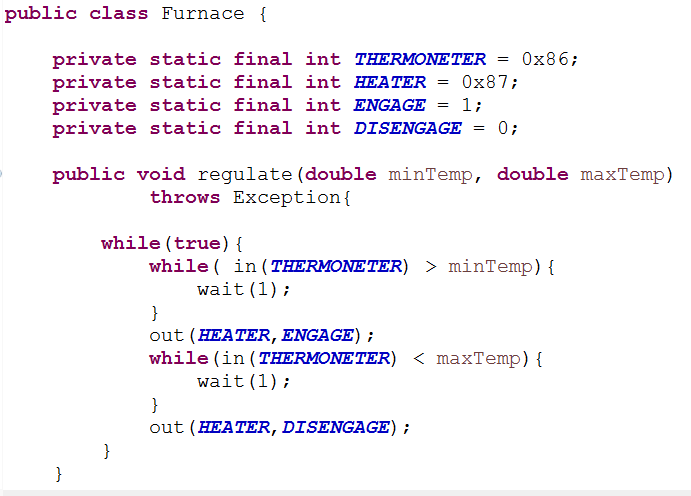 public class Furnace {
private static final int THERMONETER = 0x86;
private static final int HEATER = 0x87;
private static final int ENGAGE = 1;
private static final int DISENGAGE = 0;
public void regulate(double minTemp, double maxTemp)
throws Exception{
while(true){
while( in(THERMONETER) > minTemp){
wait(1);
}
out(HEATER,ENGAGE);
while(in(THERMONETER) < maxTemp){
wait(1);
}
out(HEATER,DISENGAGE);
}
}